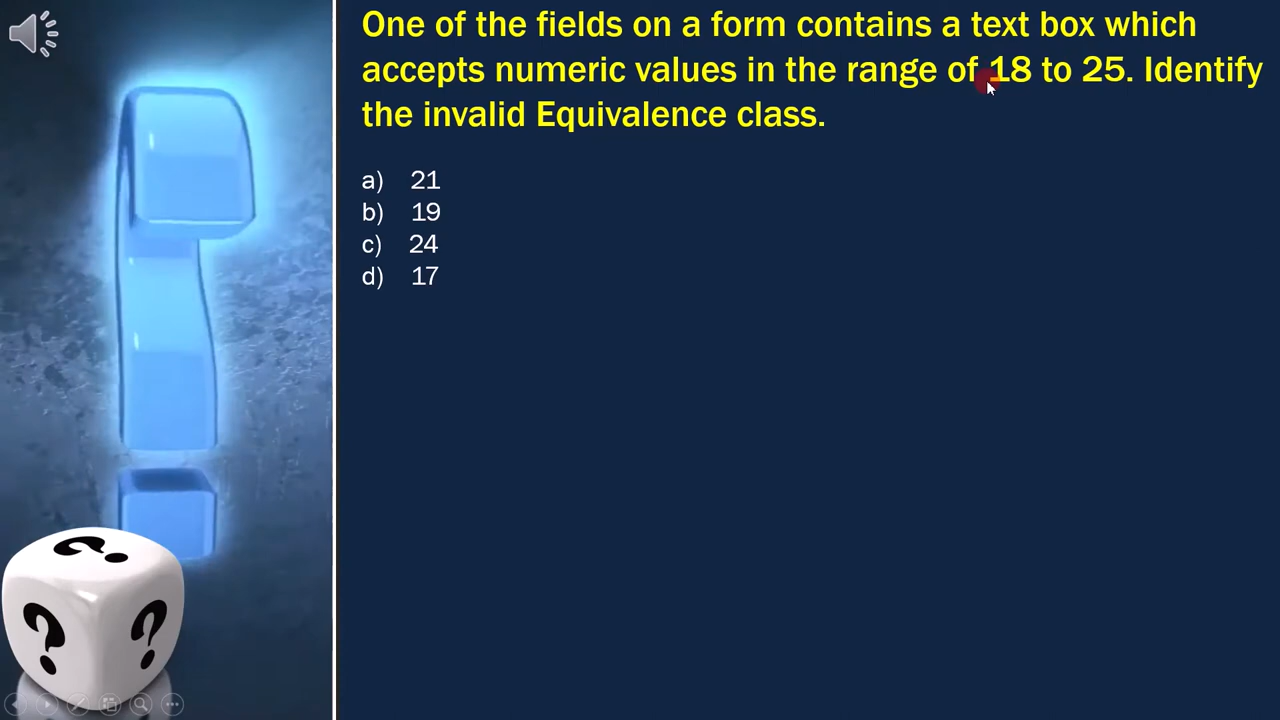 One of the fields on a form contains a text box which
accepts numeric values in the range of 18 to 25. Identify
the invalid Equivalence class.
a) 21
b) 19
c) 24
d) 17
? ? ?